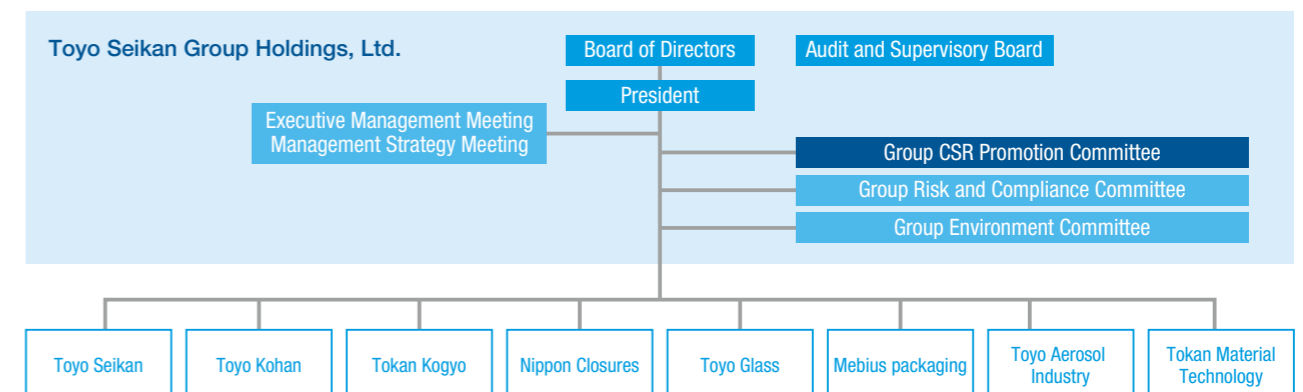 Toyo Seikan Group Holdings, Ltd.
Board of Directors
Audit and Supervisory Board
President
Executive Management Meeting
Management Strategy Meeting
Group CSR Promotion Committee
Group Risk and Compliance Committee
Group Environment Committee
Toyo Seikan
Toyo Kohan
Tokan Kogyo
Nippon Closures
Toyo Glass
Mebius packaging
Toyo Aerosol
Industry
Tokan Material
Technology